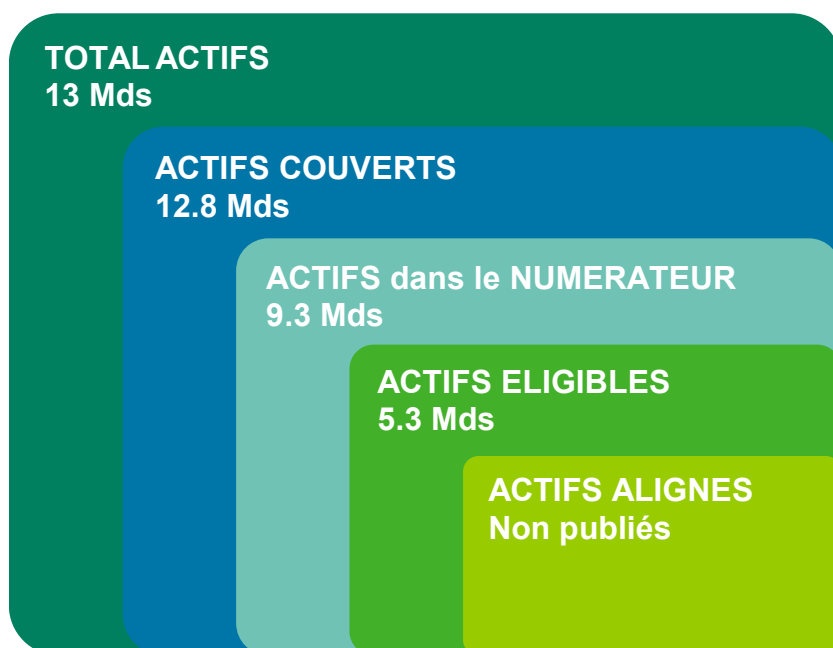 TOTAL ACTIFS
13 Mds
ACTIFS COUVERTS
12.8 Mds
ACTIFS dans le NUMERATEUR
9.3 Mds
ACTIFS ELIGIBLES
5.3 Mds
ACTIFS ALIGNES
Non publiés